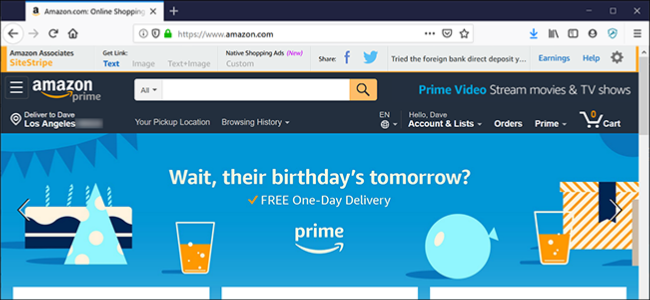 Amazon.com: Online Shopping
https://www.amazon.com
Amazon Associates
SiteStripe
Get Link:
Text Image Text+Image
Native Shopping Ads (New)
Custom
Share:
Tried the foreign bank direct deposit y...
Earnings Help
amazon
prime
All
Prime Video Stream movies & TV shows
Deliver to Dave
Los Angeles
Your Pickup Location
Browsing History
EN
Hello, Dave
Account & Lists
Orders
Prime
0
Cart
Wait, their birthday's tomorrow?
FREE One-Day Delivery
prime